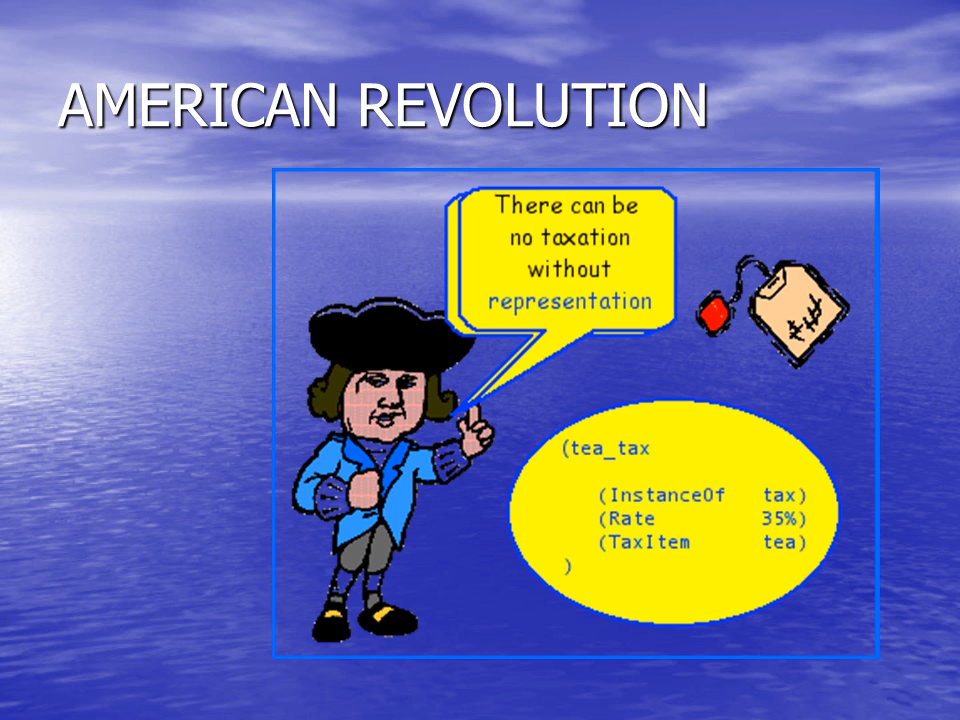 AMERICAN REVOLUTION
There can be
no taxation
without
representation
(tea_tax
(InstanceOf tax)
(Rate 35%)
(TaxItem tea)
)